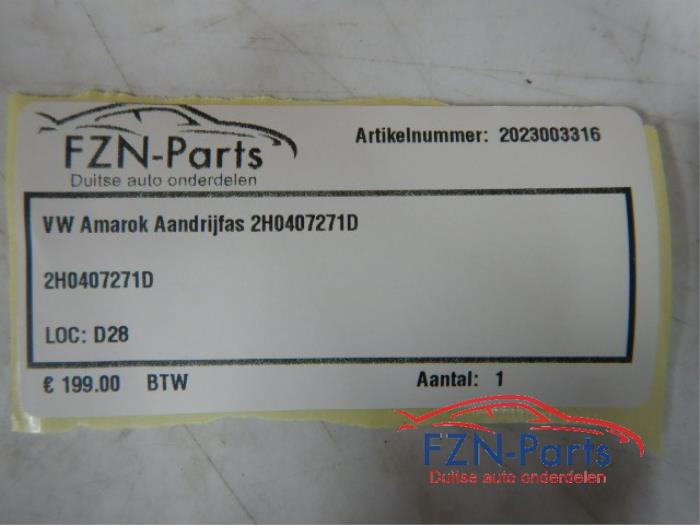 FZN-Parts
Duitse auto onderdelen
Artikelnummer: 2023003316
VW Amarok Aandrijfas 2H0407271D
2H0407271D
LOC: D28
€ 199.00 BTW Aantal: 1
FZN-Parts
Duitse auto onderdelen